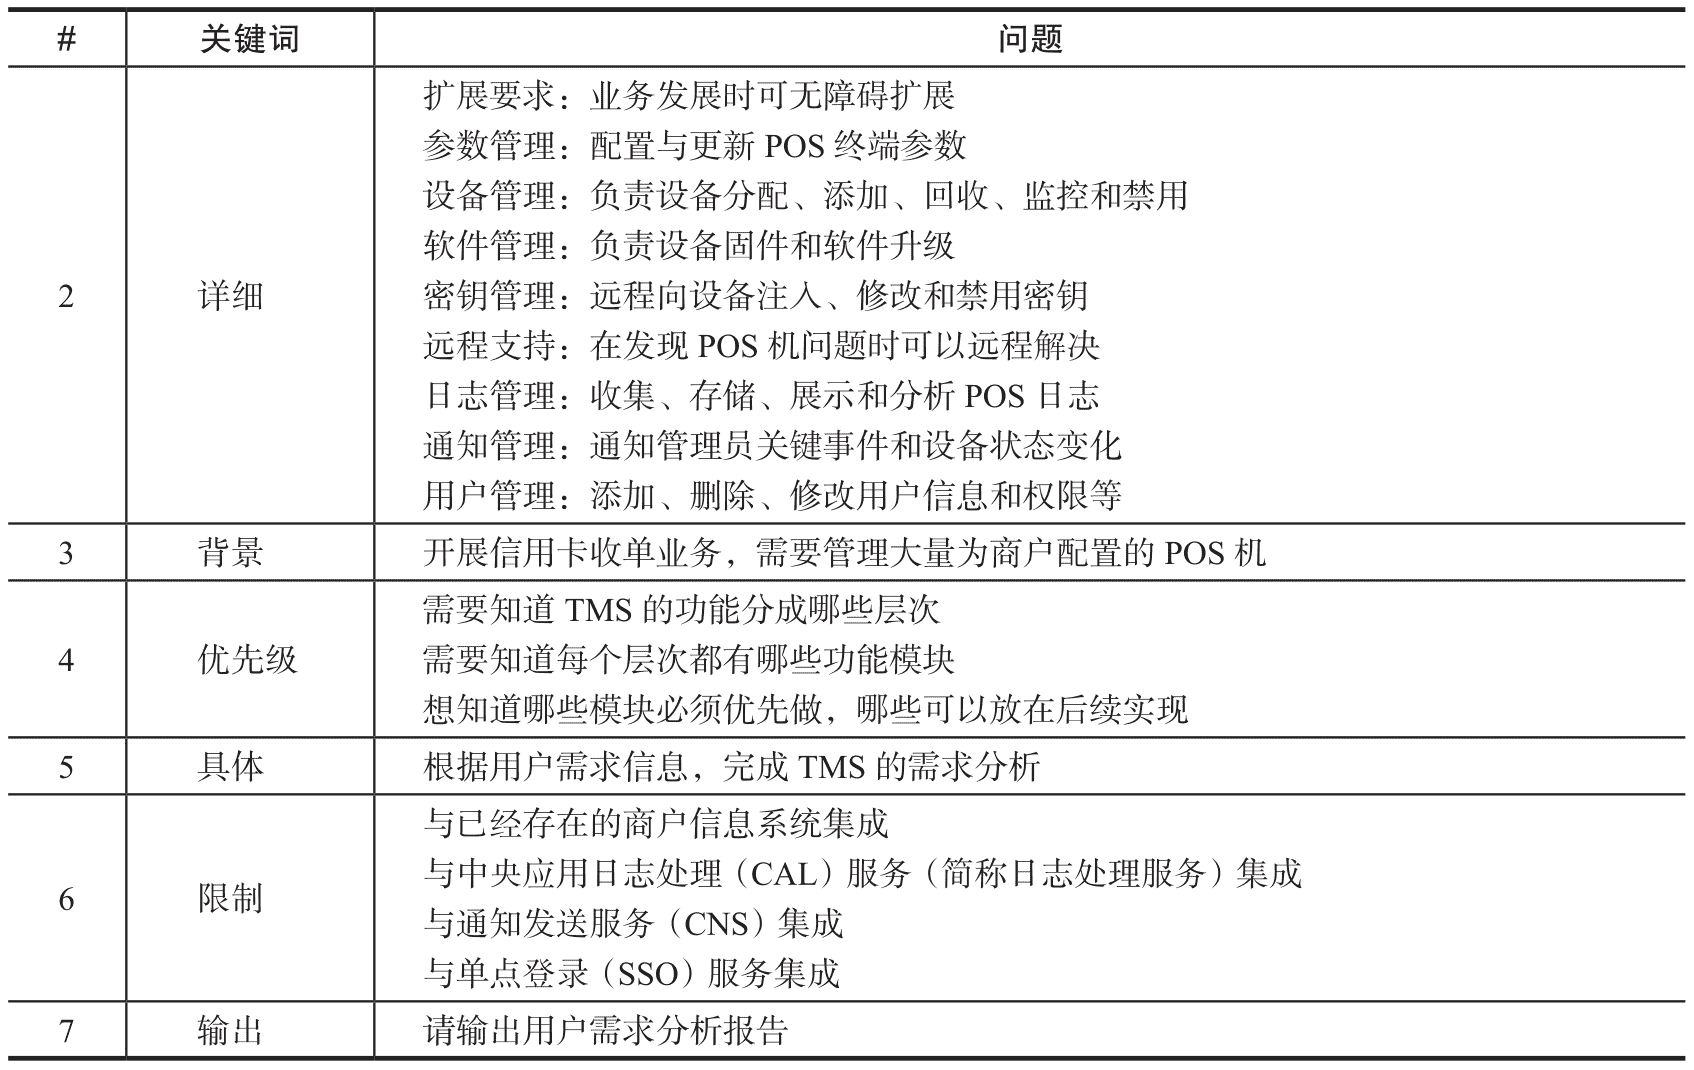 # 关键词 问题
扩展要求：业务发展时可无障碍扩展
参数管理：配置与更新 POS 终端参数
设备管理：负责设备分配、添加、回收、监控和禁用
软件管理：负责设备固件和软件升级
2 详细 密钥管理：远程向设备注入、修改和禁用密钥
远程支持：在发现 POS 机问题时可以远程解决
日志管理：收集、存储、展示和分析 POS 日志
通知管理：通知管理员关键事件和设备状态变化
用户管理：添加、删除、修改用户信息和权限等
3 背景 开展信用卡收单业务，需要管理大量为商户配置的 POS 机
需要知道 TMS 的功能分成哪些层次
4 优先级 需要知道每个层次都有哪些功能模块
想知道哪些模块必须优先做，哪些可以放在后续实现
5 具体 根据用户需求信息，完成 TMS 的需求分析
与已经存在的商户信息系统集成
与中央应用日志处理（CAL）服务（简称日志处理服务）集成
6 限制
与通知发送服务（CNS）集成
与单点登录（SSO）服务集成
7 输出 请输出用户需求分析报告